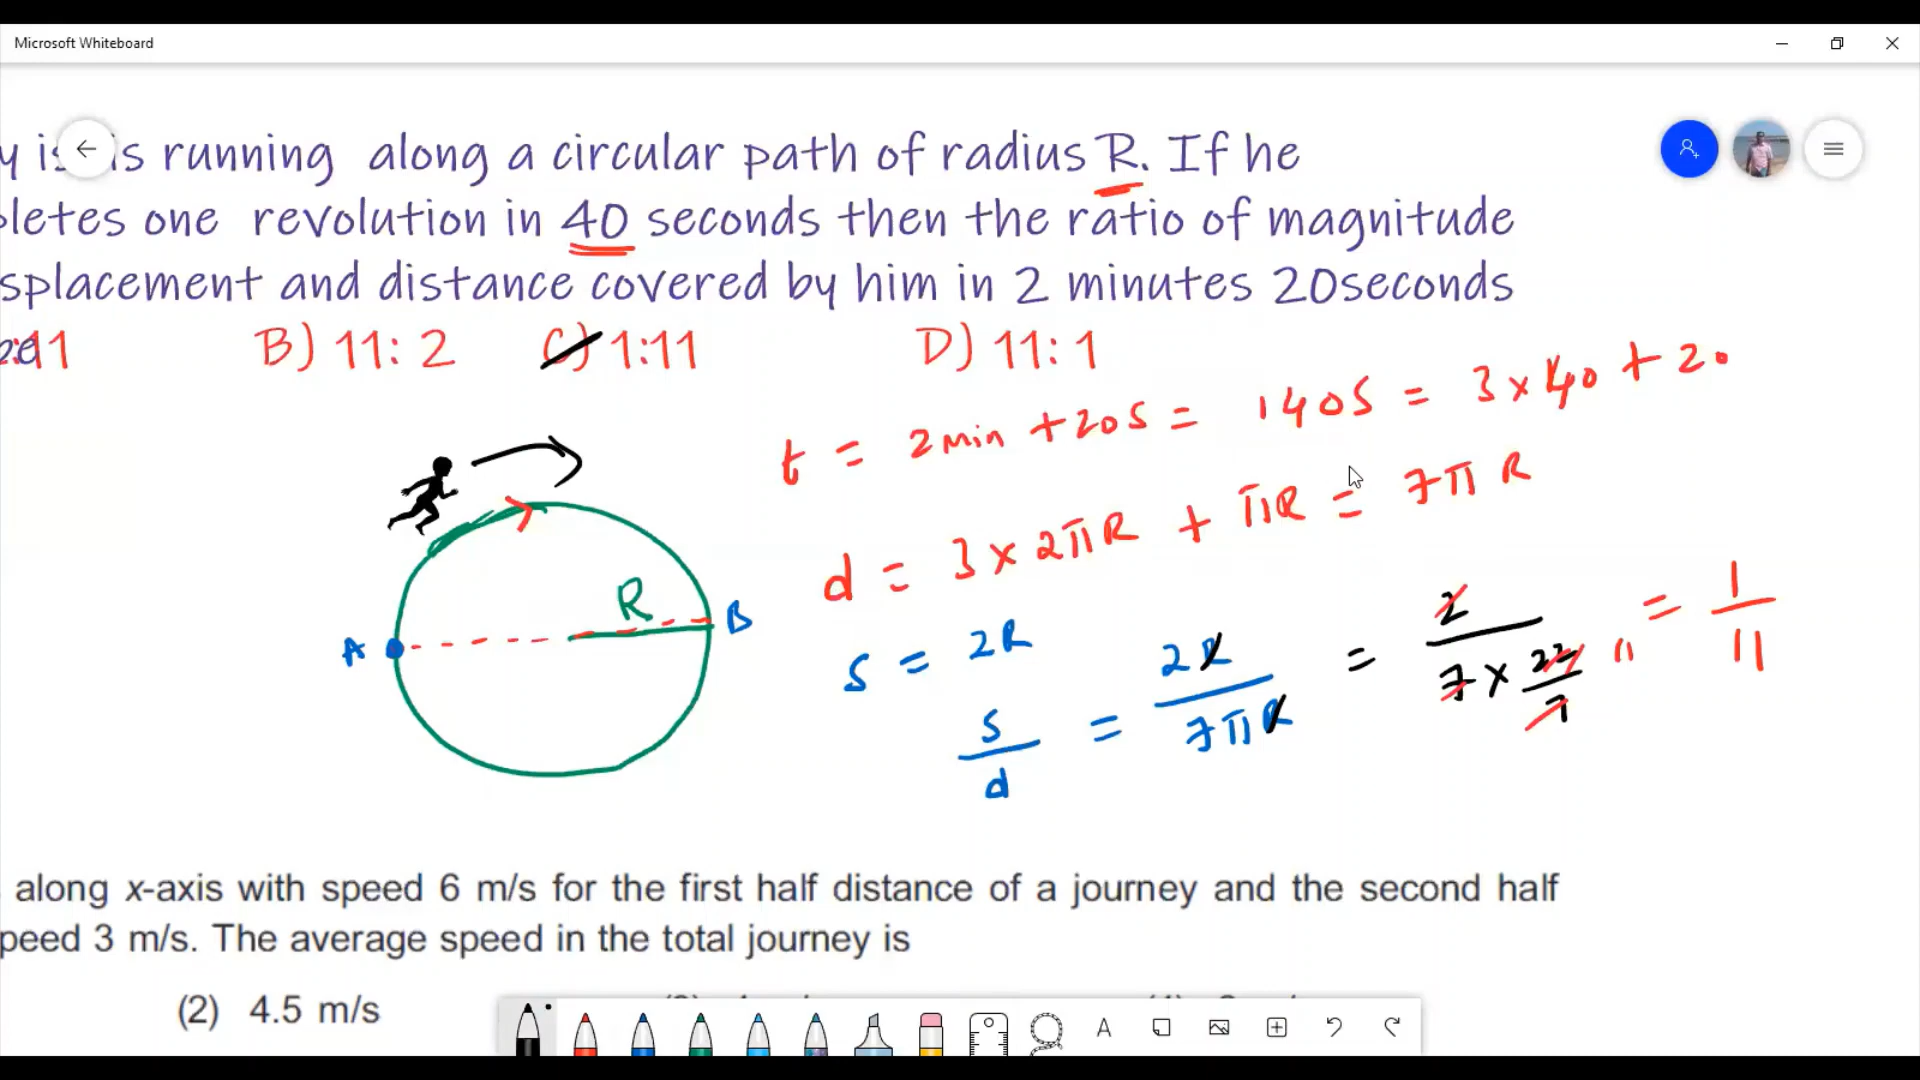 Microsoft Whiteboard
y is is running along a circular path of radius R. If he
letes one revolution in 40 seconds then the ratio of magnitude
splacement and distance covered by him in 2 minutes 20seconds
:11 B) 11: 2 C) 1:11 D) 11: 1
t = 2min + 20S = 140S = 3 x 40 + 20
d = 3 x 2πR + πR = 7πR
R
A
B
S = 2R
S/d = 2R/7πR = 2/(7 x 22/7) 11 = 1/11
along x-axis with speed 6 m/s for the first half distance of a journey and the second half
peed 3 m/s. The average speed in the total journey is
(2) 4.5 m/s
A